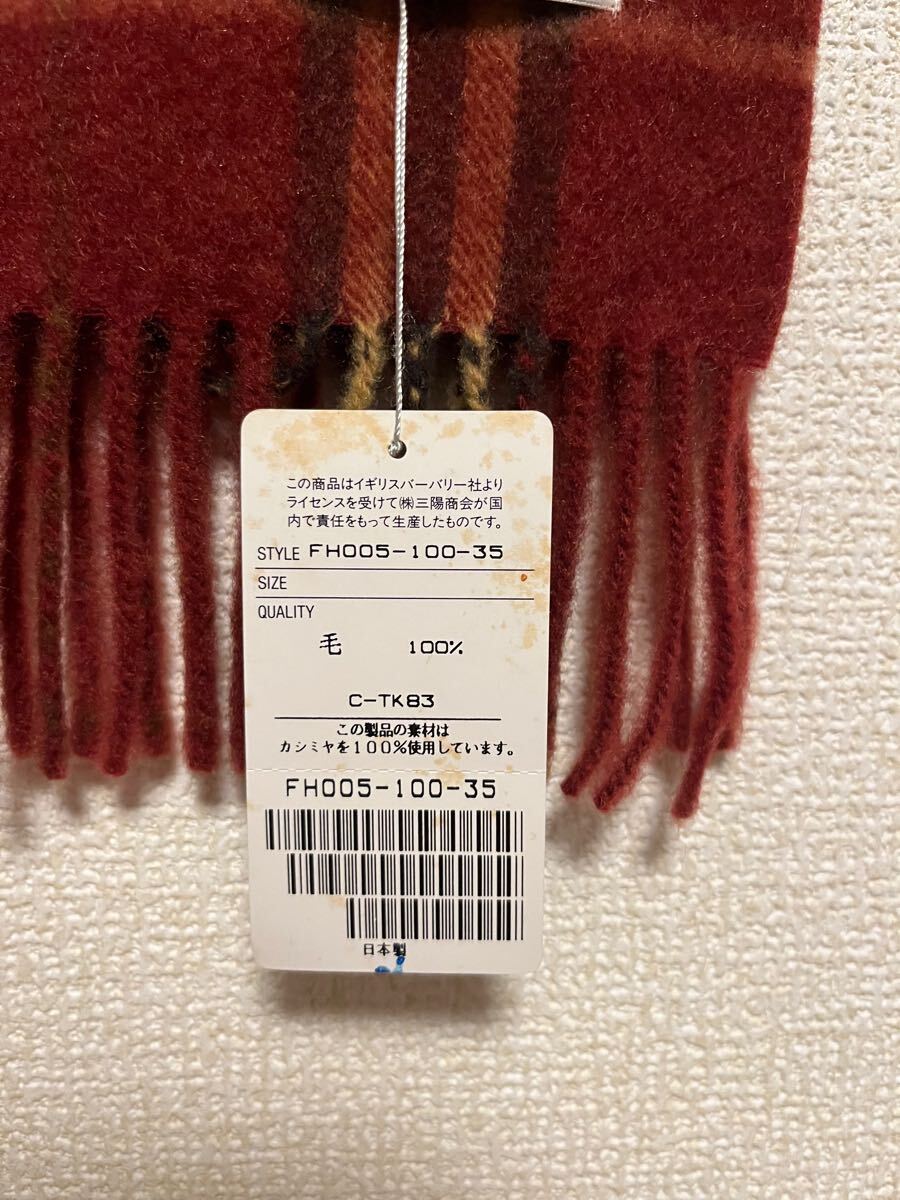 この商品はイギリスバーバリー社より
ライセンスを受けて㈱三陽商会が国
内で責任をもって生産したものです。
STYLE FH005-100-35
SIZE
QUALITY
毛 100%
C-TK83
この製品の素材は
カシミヤを100%使用しています。
FH005-100-35
日本製